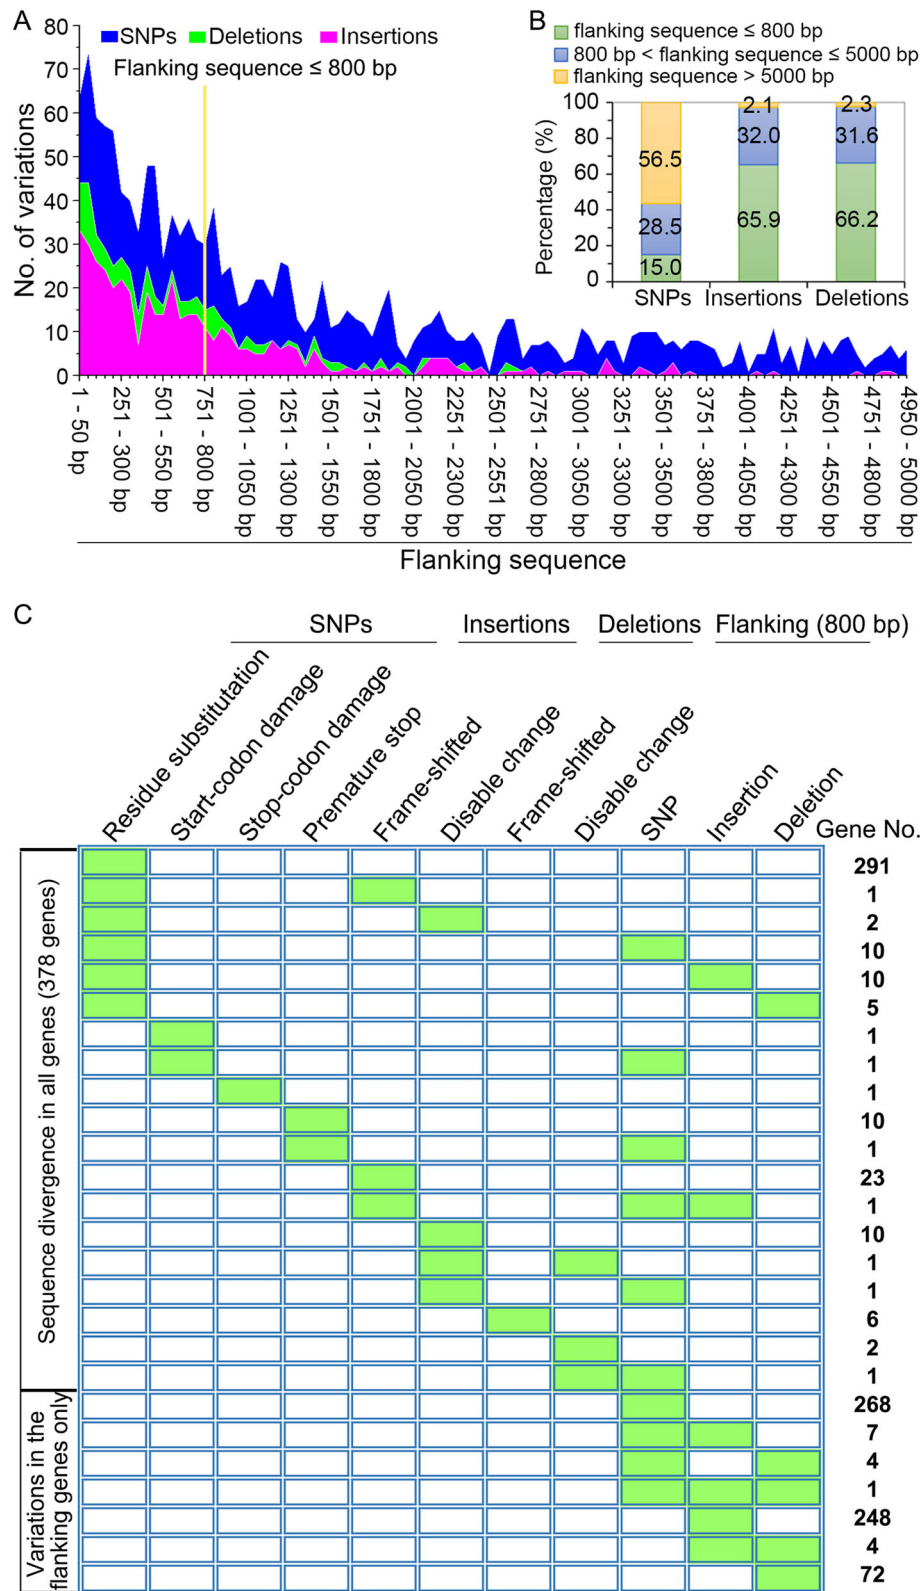 A
SNPs Deletions Insertions
Flanking sequence ≤ 800 bp
No. of variations
80
70
60
50
40
30
20
10
0
1 - 50 bp
251 - 300 bp
501 - 550 bp
751 - 800 bp
1001 - 1050 bp
1251 - 1300 bp
1501 - 1550 bp
1751 - 1800 bp
2001 - 2050 bp
2251 - 2300 bp
2501 - 2551 bp
2751 - 2800 bp
3001 - 3050 bp
3251 - 3300 bp
3501 - 3550 bp
3751 - 3850 bp
4001 - 4050 bp
4251 - 4300 bp
4501 - 4550 bp
4751 - 4800 bp
4950 - 5000 bp
Flanking sequence
B
flanking sequence ≤ 800 bp
800 bp < flanking sequence ≤ 5000 bp
flanking sequence > 5000 bp
Percentage (%)
100
80
60
40
20
0
56.5
28.5
15.0
2.1
32.0
65.9
2.3
31.6
66.2
SNPs Insertions Deletions
C
SNPs Insertions Deletions Flanking (800 bp)
Residue substitutation
Start-codon damage
Stop-codon damage
Premature stop
Frame-shifted
Disable change
Frame-shifted
Disable change
SNP
Insertion
Deletion
Gene No.
Sequence divergence in all genes (378 genes)
291
1
2
10
10
5
1
1
1
10
1
23
1
10
1
1
6
2
1
Variations in the
flanking genes only
268
7
4
1
248
4
72